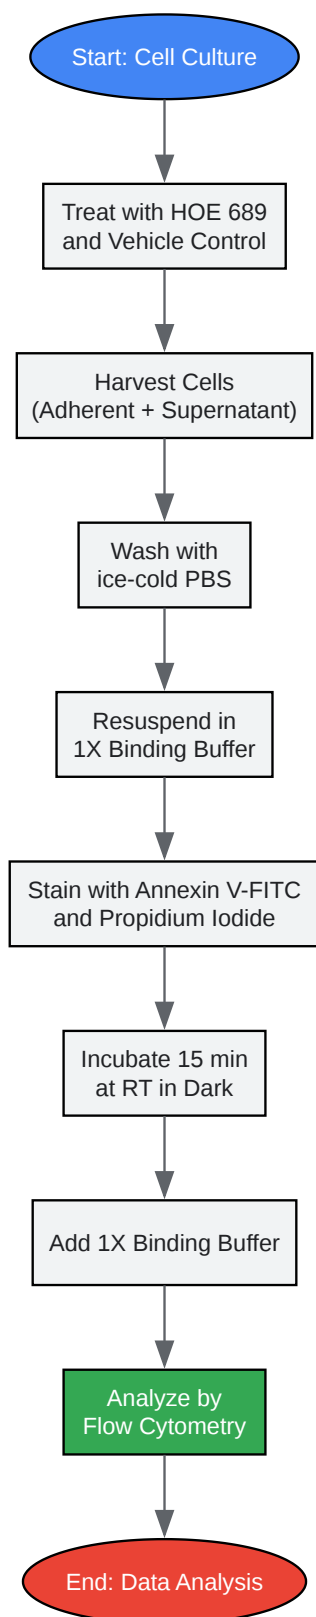 Start: Cell Culture
Treat with HOE 689
and Vehicle Control
Harvest Cells
(Adherent + Supernatant)
Wash with
ice-cold PBS
Resuspend in
1X Binding Buffer
Stain with Annexin V-FITC
and Propidium Iodide
Incubate 15 min
at RT in Dark
Add 1X Binding Buffer
Analyze by
Flow Cytometry
End: Data Analysis